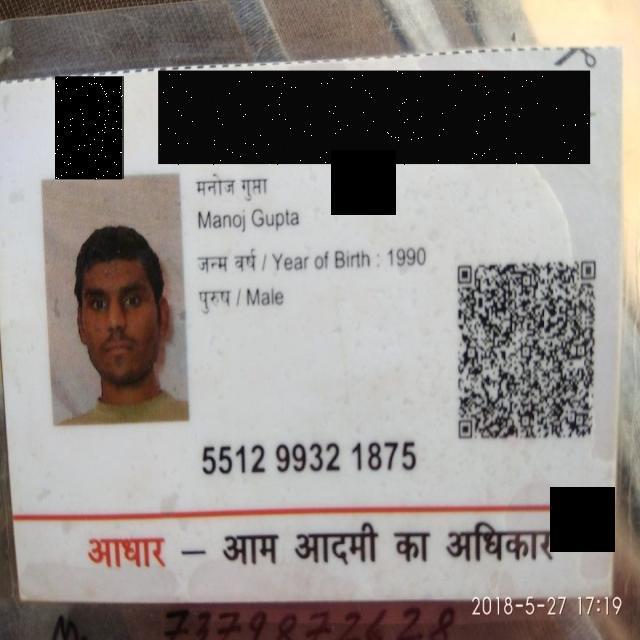 मनोज गुप्ता
Manoj Gupta
जन्म वर्ष / Year of Birth : 1990
पुरुष / Male
5512 9932 1875
आधार – आम आदमी का अधिकार
2018-5-27 17:19